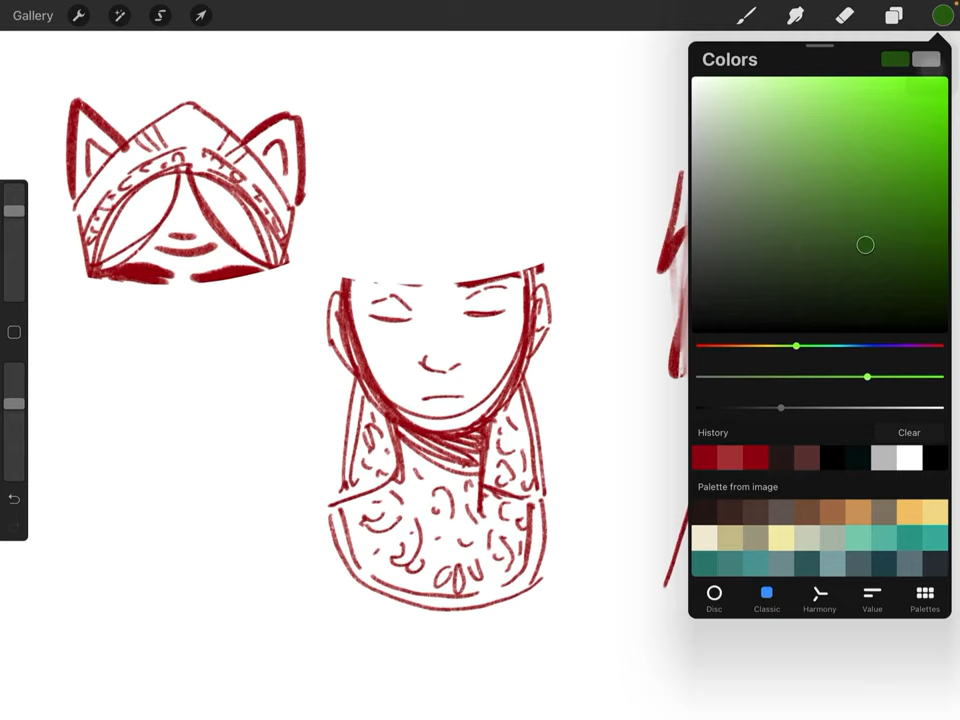 Gallery
Colors
History
Clear
Palette from image
Disc
Classic
Harmony
Value
Palettes